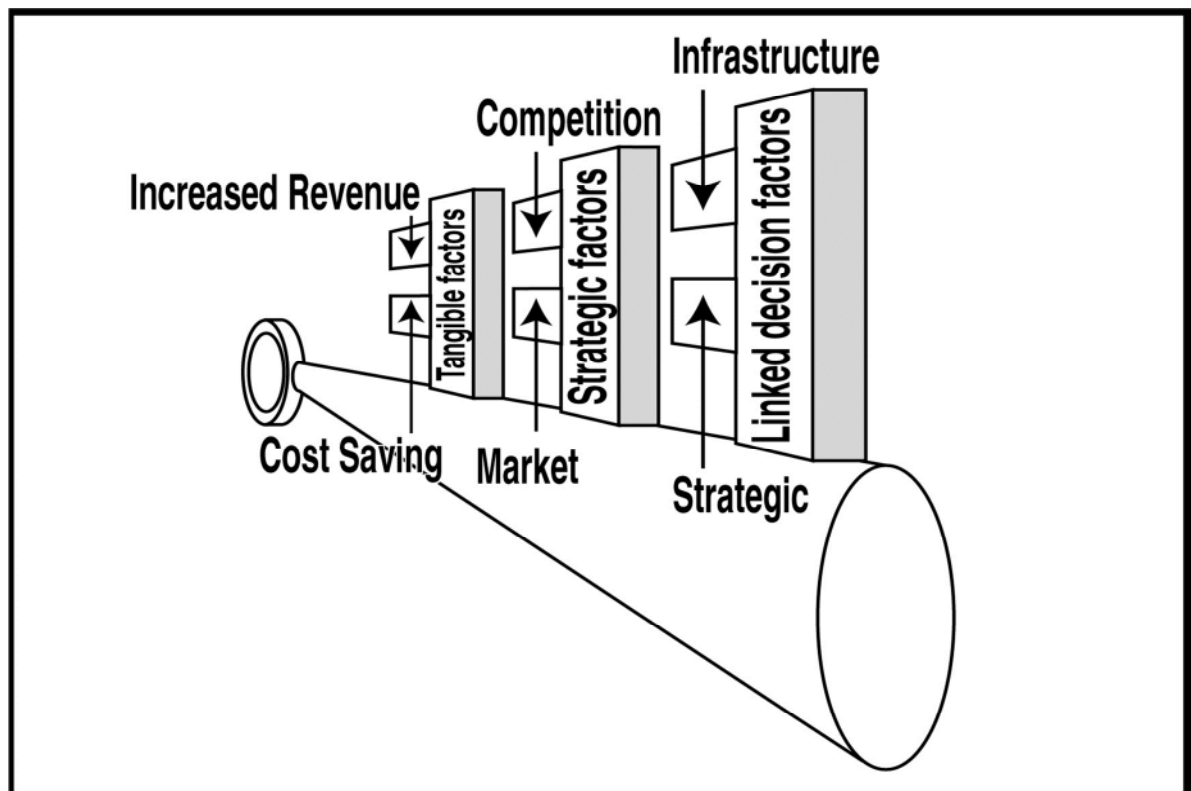 Infrastructure
Competition
Increased Revenue
Tangible factors
Strategic factors
Linked decision factors
Cost Saving
Market
Strategic